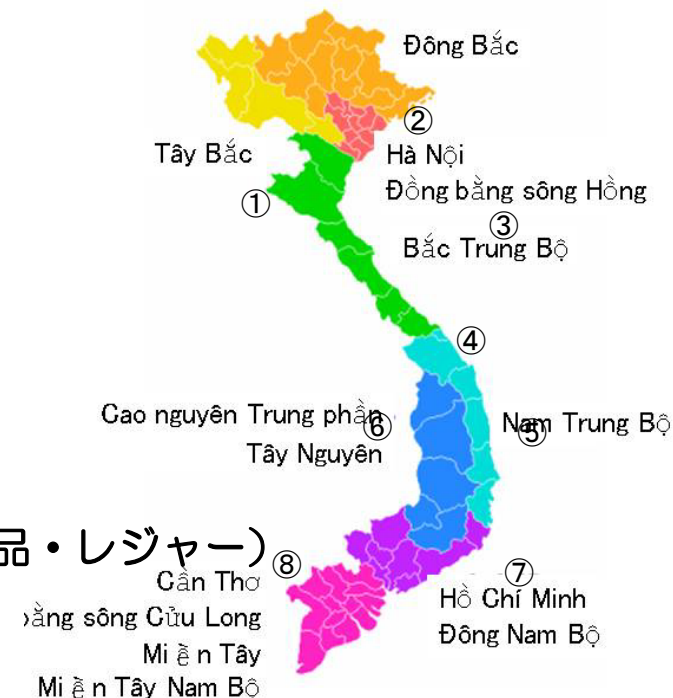 Đông Bắc
②
Tây Bắc
Hà Nội
Đồng bằng sông Hồng
①
③
Bắc Trung Bộ
④
Cao nguyên Trung phần
⑥
Nam Trung Bộ
⑤
Tây Nguyên
品・レジャー）
⑧
⑦
Cần Thơ
Hồ Chí Minh
ằng sông Cửu Long
Đông Nam Bộ
Miền Tây
Miền Tây Nam Bộ